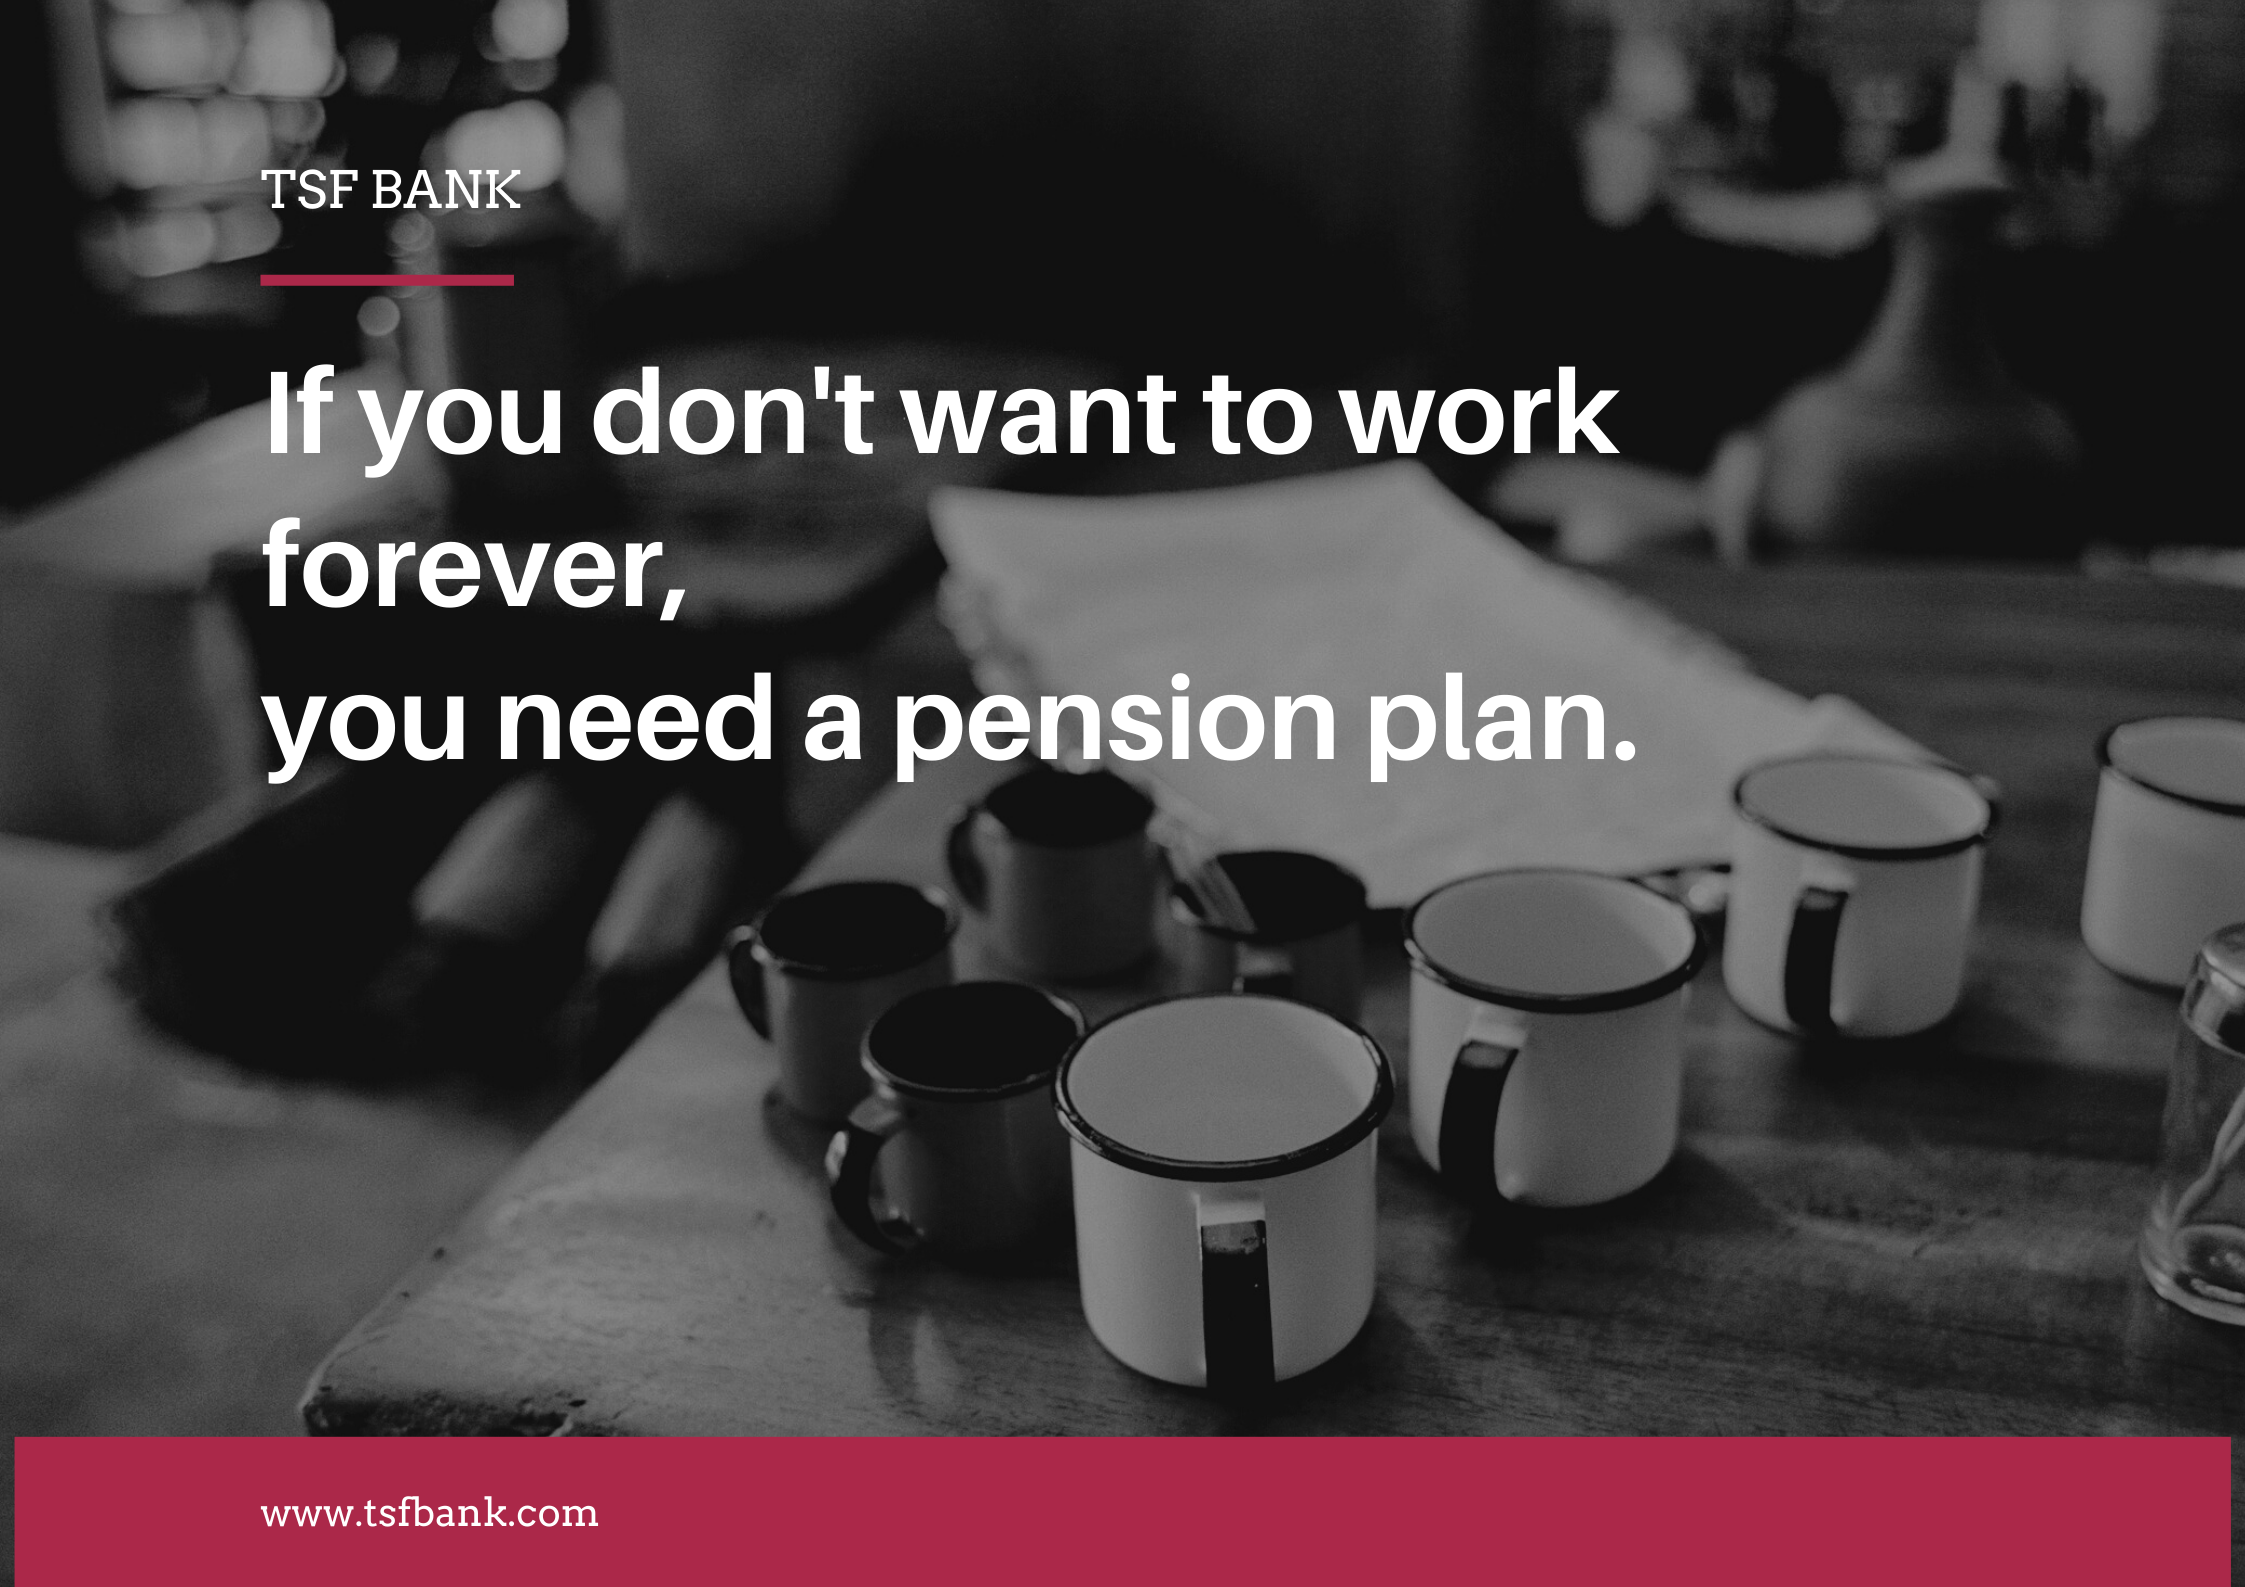 TSF BANK
If you don't want to work
forever,
you need a pension plan.
www.tsfbank.com